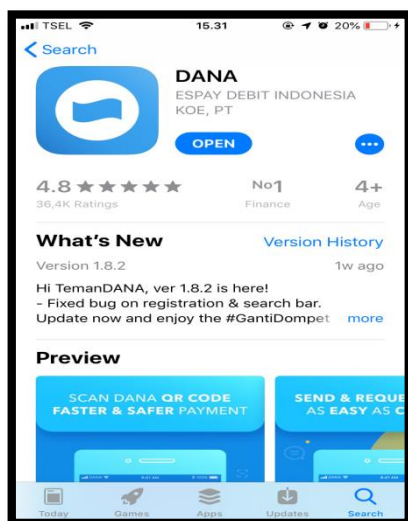 TSEL 15.31 20%
Search
DANA
ESPAY DEBIT INDONESIA
KOE, PT
OPEN
4.8 No1 4+
36,4K Ratings Finance Age
What's New Version History
Version 1.8.2 1w ago
Hi TemanDANA, ver 1.8.2 is here!
- Fixed bug on registration & search bar.
Update now and enjoy the #GantiDompet more
Preview
SCAN DANA QR CODE
FASTER & SAFER PAYMENT
SEND & REQUE
AS EASY AS C
Today Games Apps Updates Search